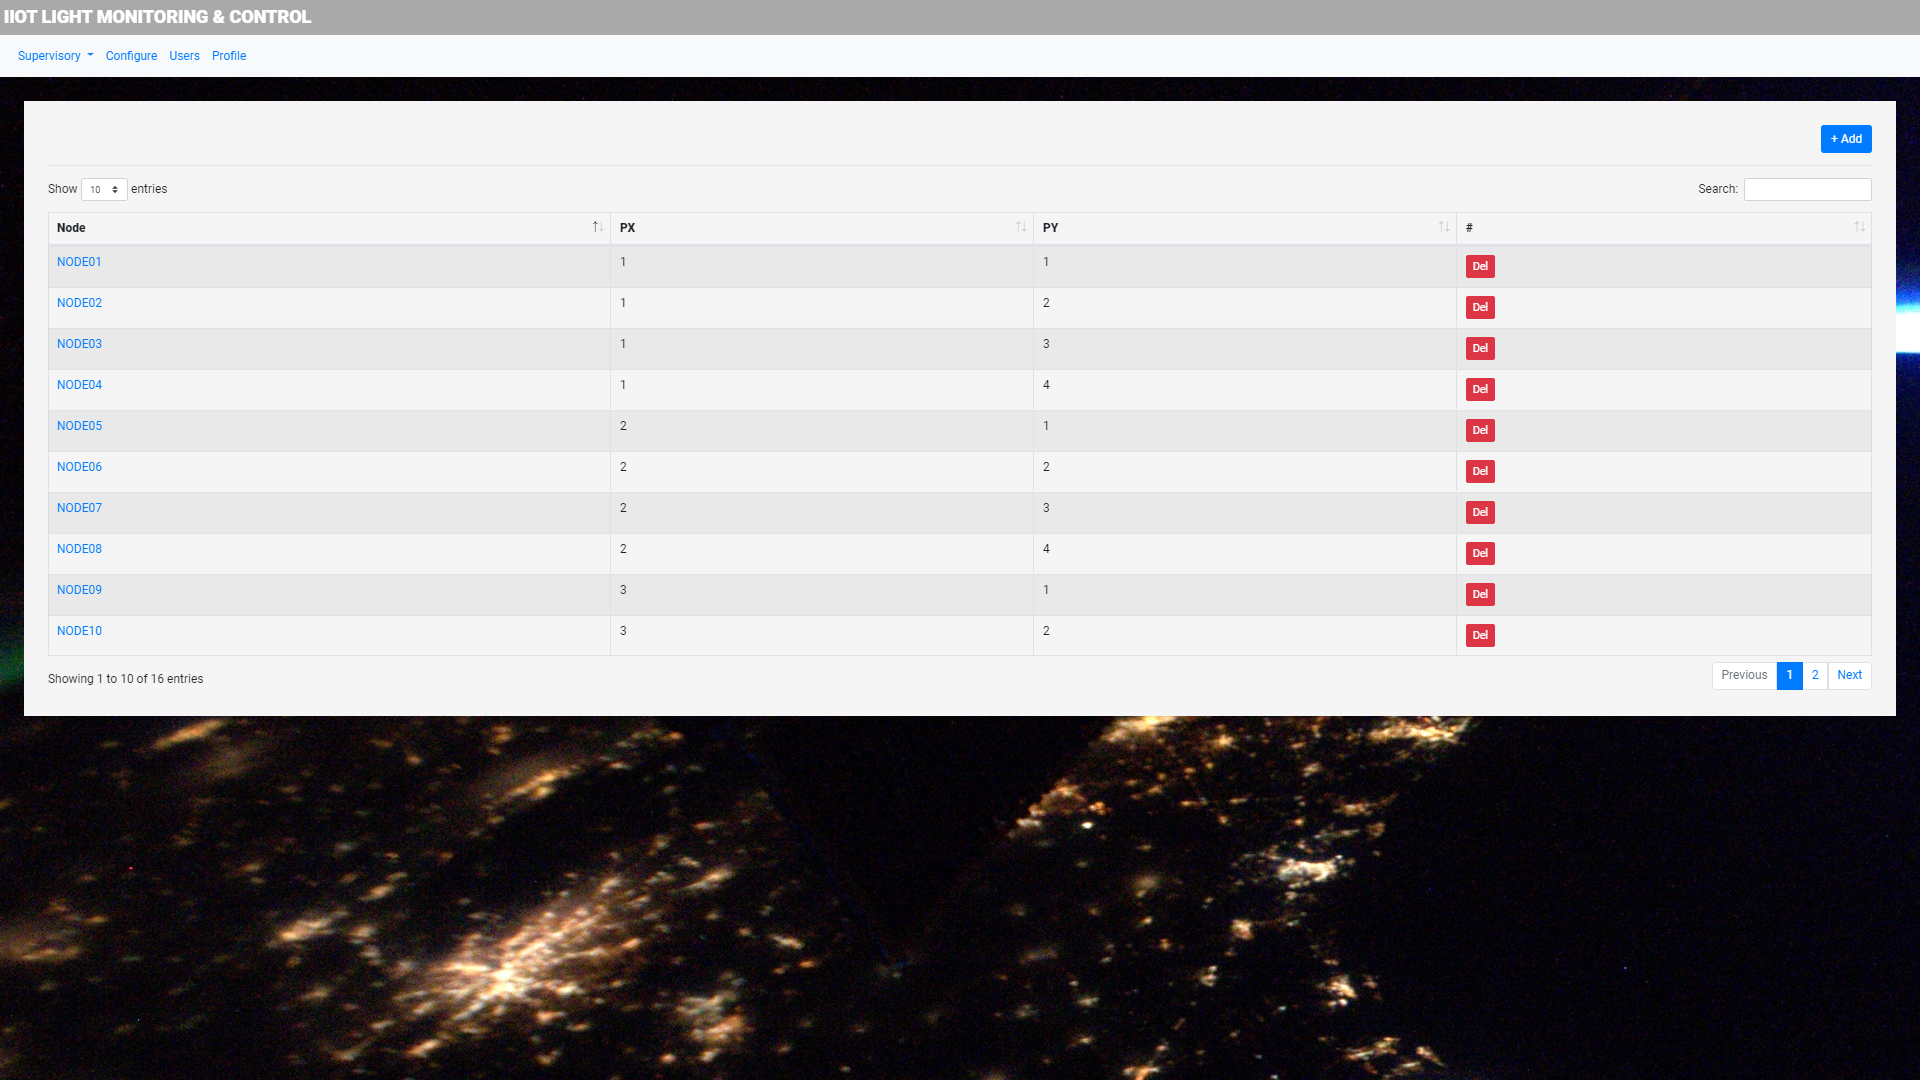 IIOT LIGHT MONITORING & CONTROL
Supervisory Configure Users Profile
+ Add
Show 10 entries Search:
Node PX PY #
NODE01 1 1 Del
NODE02 1 2 Del
NODE03 1 3 Del
NODE04 1 4 Del
NODE05 2 1 Del
NODE06 2 2 Del
NODE07 2 3 Del
NODE08 2 4 Del
NODE09 3 1 Del
NODE10 3 2 Del
Showing 1 to 10 of 16 entries Previous 1 2 Next